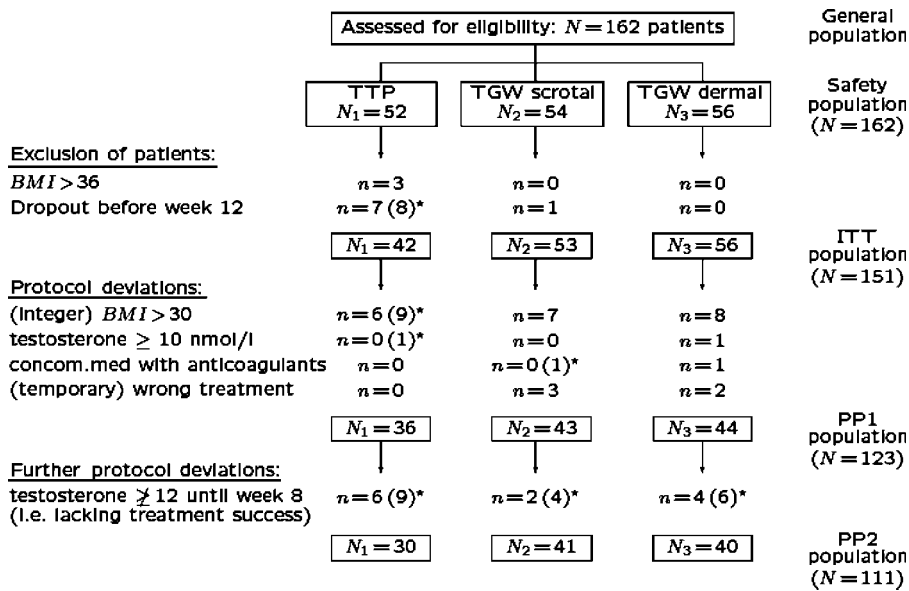 Assessed for eligibility: N=162 patients
General
population
TTP
N₁=52
TGW scrotal
N₂=54
TGW dermal
N₃=56
Safety
population
(N=162)
Exclusion of patients:
BMI>36 n=3 n=0 n=0
Dropout before week 12 n=7(8)* n=1 n=0
N₁=42 N₂=53 N₃=56
ITT
population
(N=151)
Protocol deviations:
(integer) BMI>30 n=6(9)* n=7 n=8
testosterone ≥ 10 nmol/l n=0(1)* n=0 n=1
concom.med with anticoagulants n=0 n=0(1)* n=1
(temporary) wrong treatment n=0 n=3 n=2
N₁=36 N₂=43 N₃=44
PP1
population
(N=123)
Further protocol deviations:
testosterone ≱ 12 until week 8 n=6(9)* n=2(4)* n=4(6)*
(i.e. lacking treatment success)
N₁=30 N₂=41 N₃=40
PP2
population
(N=111)